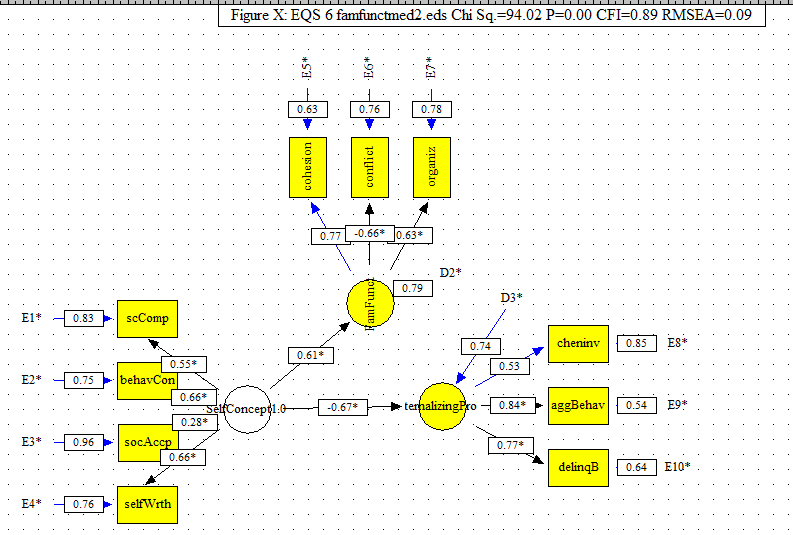 Figure X: EQS 6 famfunctmed2.eds Chi Sq.=94.02 P=0.00 CFI=0.89 RMSEA=0.09
E5* E6* E7*
0.63 0.76 0.78
cohesion conflict organiz
0.77 -0.66* 0.63*
D2*
FamFunc
0.79
D3*
E1* 0.83 scComp
0.74 cheninv 0.85 E8*
0.61*
0.55* 0.53
E2* 0.75 behavCon
0.66*
SelfConcept1.0 -0.67* ternalizingPro 0.84* aggBehav 0.54 E9*
0.28*
E3* 0.96 socAccp
0.66* 0.77*
delinqB 0.64 E10*
E4* 0.76 selfWrth